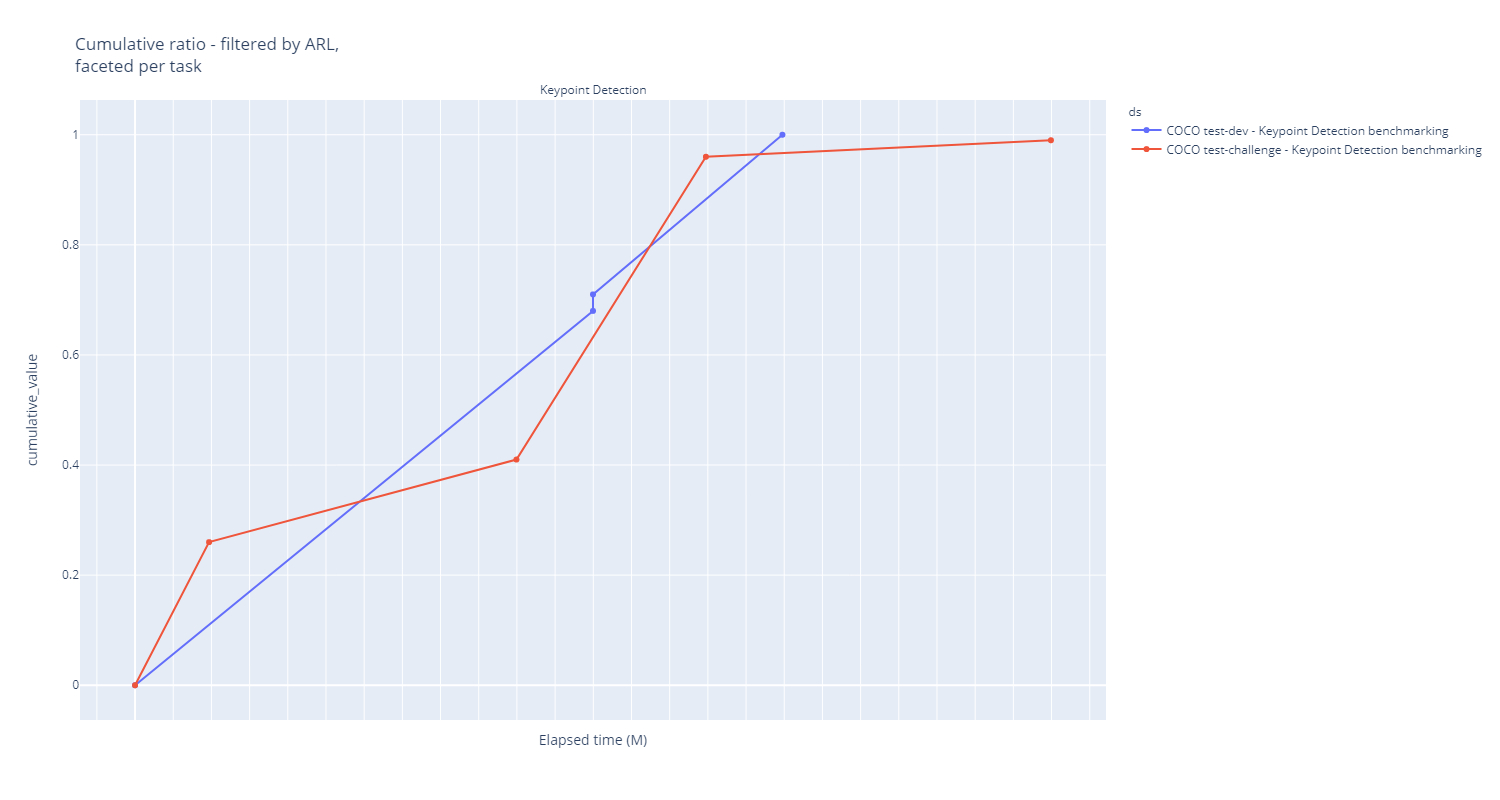 Cumulative ratio - filtered by ARL,
faceted per task
Keypoint Detection
ds
COCO test-dev - Keypoint Detection benchmarking
COCO test-challenge - Keypoint Detection benchmarking
1
0.8
0.6
0.4
0.2
0
cumulative_value
Elapsed time (M)